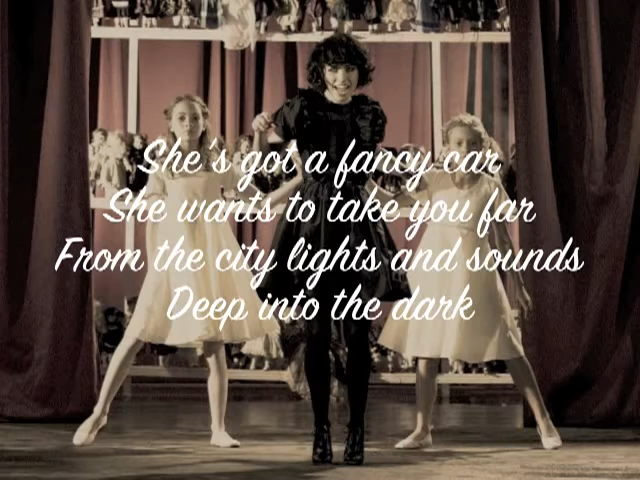 She's got a fancy car
She wants to take you far
From the city lights and sounds
Deep into the dark